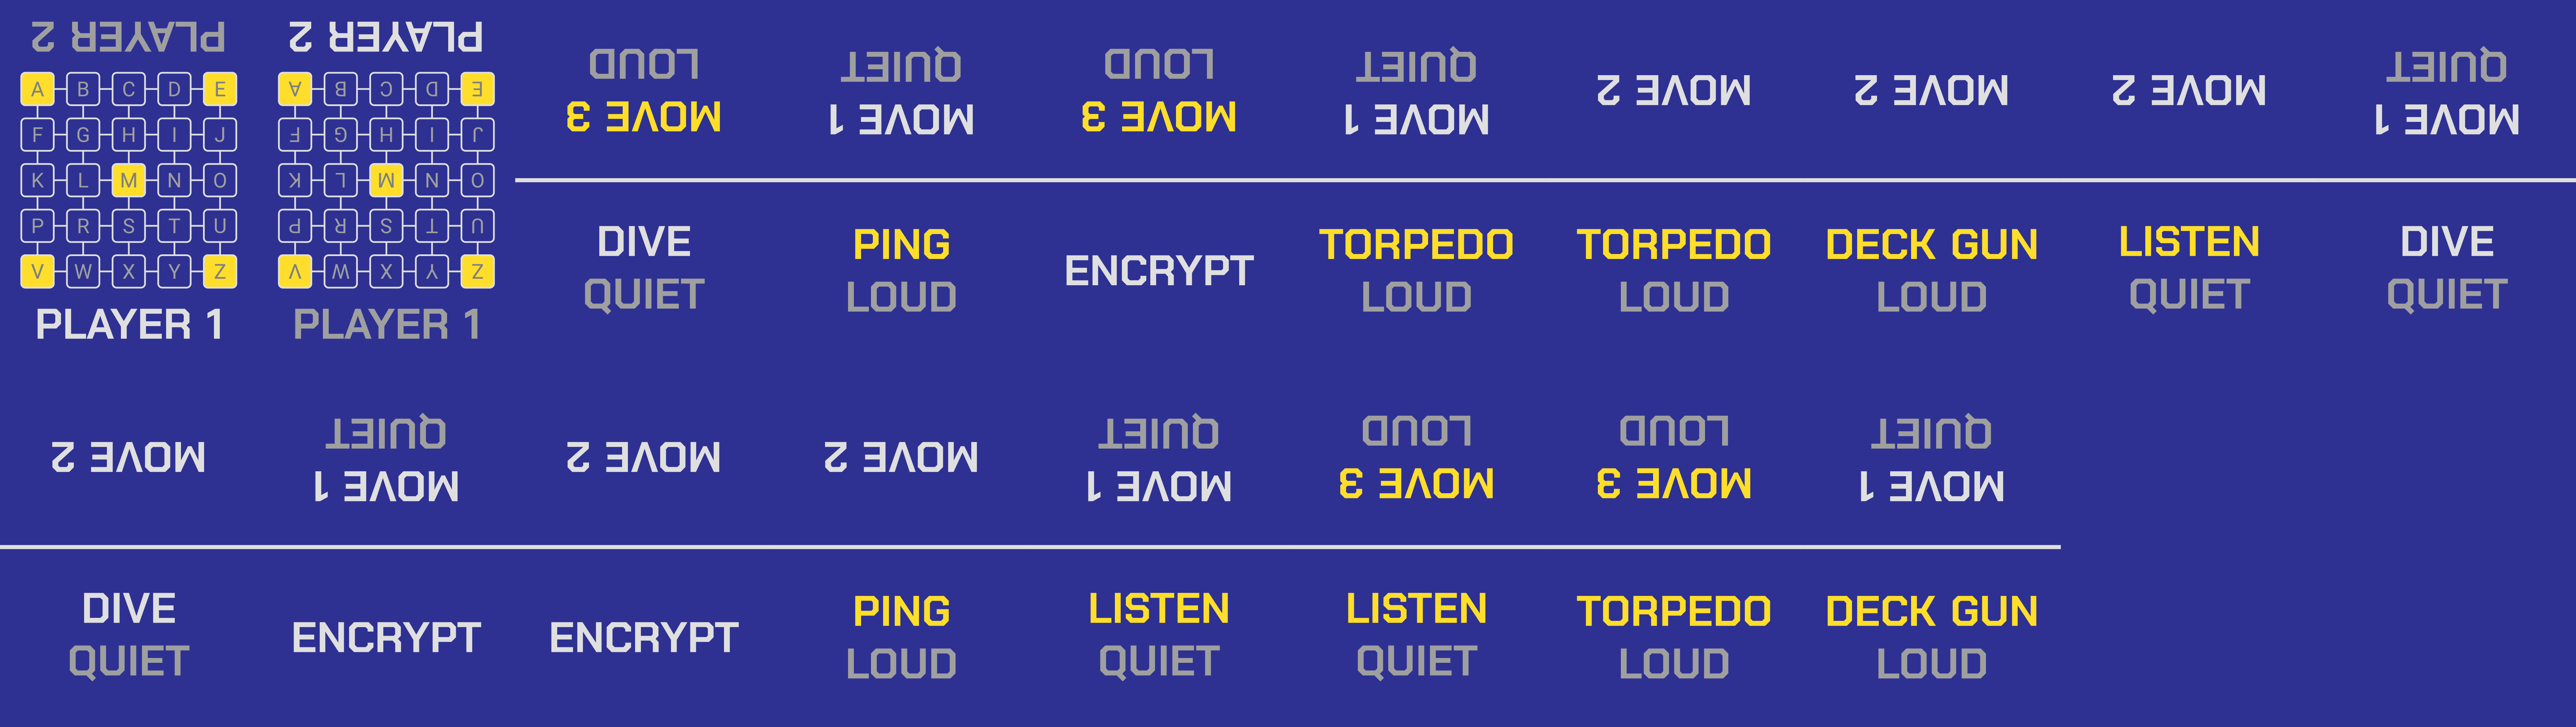 PLAYER 2
A B C D E
F G H I J
K L M N O
P R S T U
V W X Y Z
PLAYER 1
PLAYER 2
A B C D E
F G H I J
K L M N O
P R S T U
V W X Y Z
PLAYER 1
MOVE 3
LOUD
DIVE
QUIET
MOVE 1
QUIET
PING
LOUD
MOVE 3
LOUD
ENCRYPT
MOVE 1
QUIET
TORPEDO
LOUD
MOVE 2
TORPEDO
LOUD
MOVE 2
DECK GUN
LOUD
MOVE 2
LISTEN
QUIET
MOVE 1
QUIET
DIVE
QUIET
MOVE 2
DIVE
QUIET
MOVE 1
QUIET
ENCRYPT
MOVE 2
ENCRYPT
MOVE 2
PING
LOUD
MOVE 1
QUIET
LISTEN
QUIET
MOVE 3
LOUD
LISTEN
QUIET
MOVE 3
LOUD
TORPEDO
LOUD
MOVE 1
QUIET
DECK GUN
LOUD